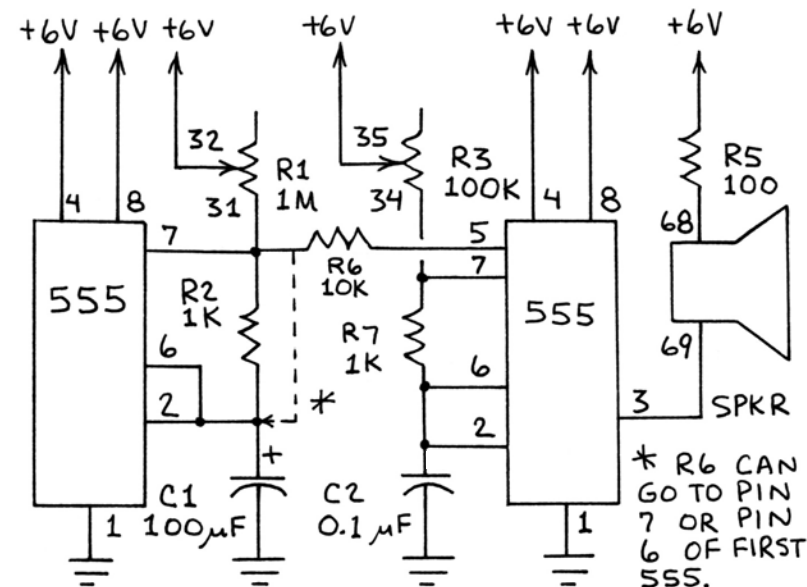 +6V +6V +6V +6V +6V +6V +6V
32 35
R1
1M
R3
100K
R5
100
4 8 31 34 4 8 68
7 5
R6
10K
7
555
R2
1K
555
R7
1K
6 6 69
2 * 2 3 SPKR
+
C1
100µF
C2
0.1µF
1 1
* R6 CAN
GO TO PIN
7 OR PIN
6 OF FIRST
555.